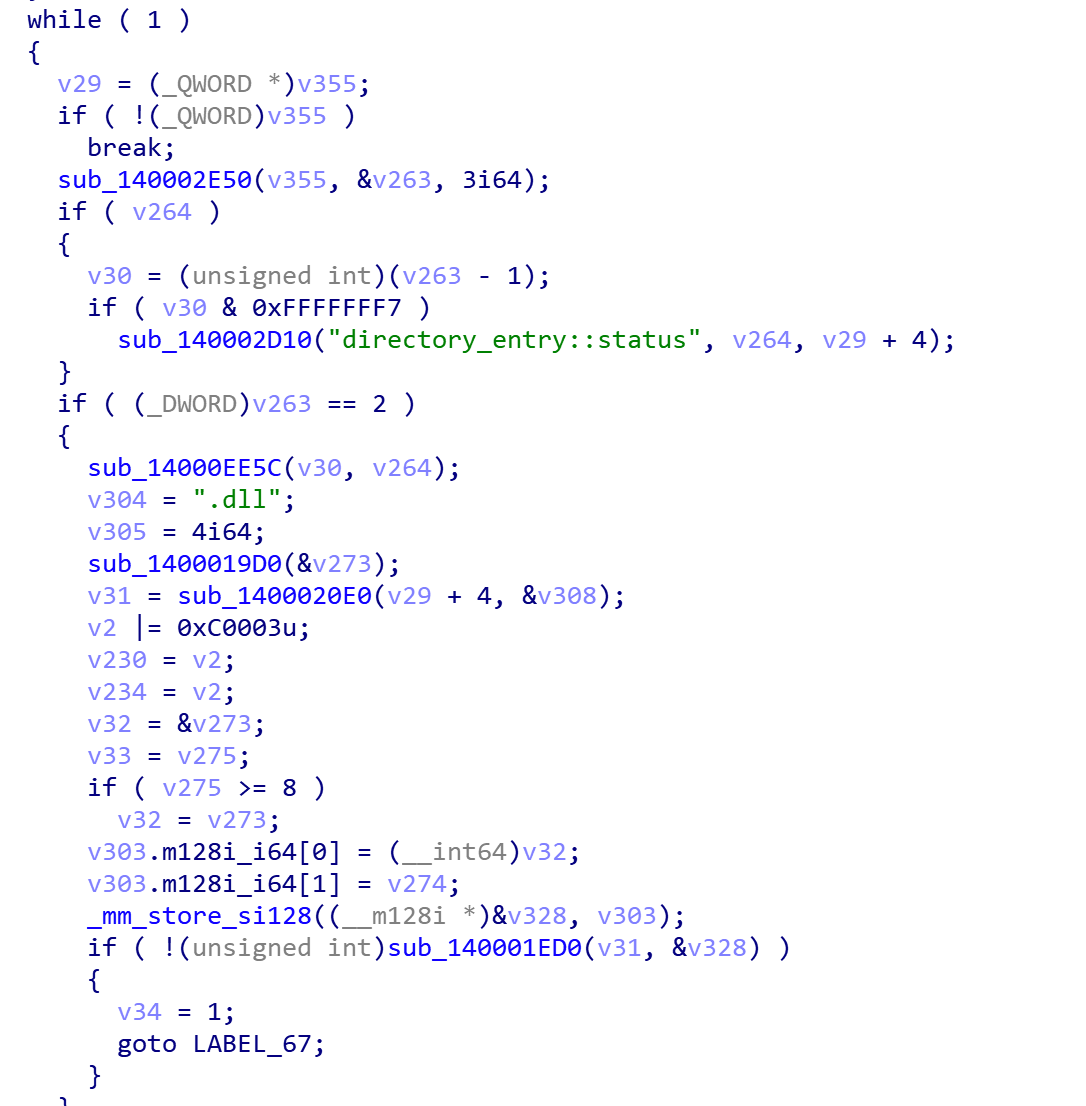 while ( 1 )
{
v29 = (_QWORD *)v355;
if ( !(_QWORD)v355 )
break;
sub_140002E50(v355, &v263, 3i64);
if ( v264 )
{
v30 = (unsigned int)(v263 - 1);
if ( v30 & 0xFFFFFFF7 )
sub_140002D10("directory_entry::status", v264, v29 + 4);
}
if ( (_DWORD)v263 == 2 )
{
sub_14000EE5C(v30, v264);
v304 = ".dll";
v305 = 4i64;
sub_1400019D0(&v273);
v31 = sub_1400020E0(v29 + 4, &v308);
v2 |= 0xC0003u;
v230 = v2;
v234 = v2;
v32 = &v273;
v33 = v275;
if ( v275 >= 8 )
v32 = v273;
v303.m128i_i64[0] = (__int64)v32;
v303.m128i_i64[1] = v274;
_mm_store_si128((__m128i *)&v328, v303);
if ( !(unsigned int)sub_140001ED0(v31, &v328) )
{
v34 = 1;
goto LABEL_67;
}